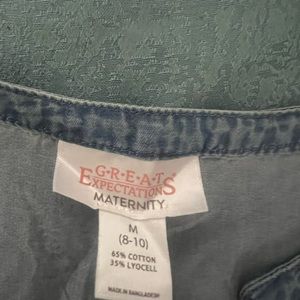 G·R·E·A·T
EXPECTATIONS
MATERNITY
M
(8-10)
65% COTTON
35% LYOCELL
MADE IN BANGLADESH